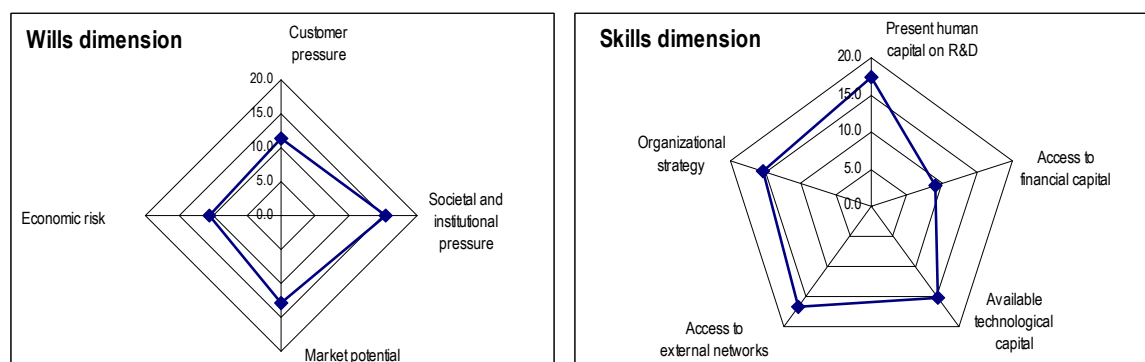 Wills dimension
Customer
pressure
20.0
15.0
10.0
5.0
0.0
Economic risk
Societal and
institutional
pressure
Market potential
Skills dimension
Present human
capital on R&D
20.0
15.0
10.0
5.0
0.0
Organizational
strategy
Access to
financial capital
Available
technological
capital
Access to
external networks